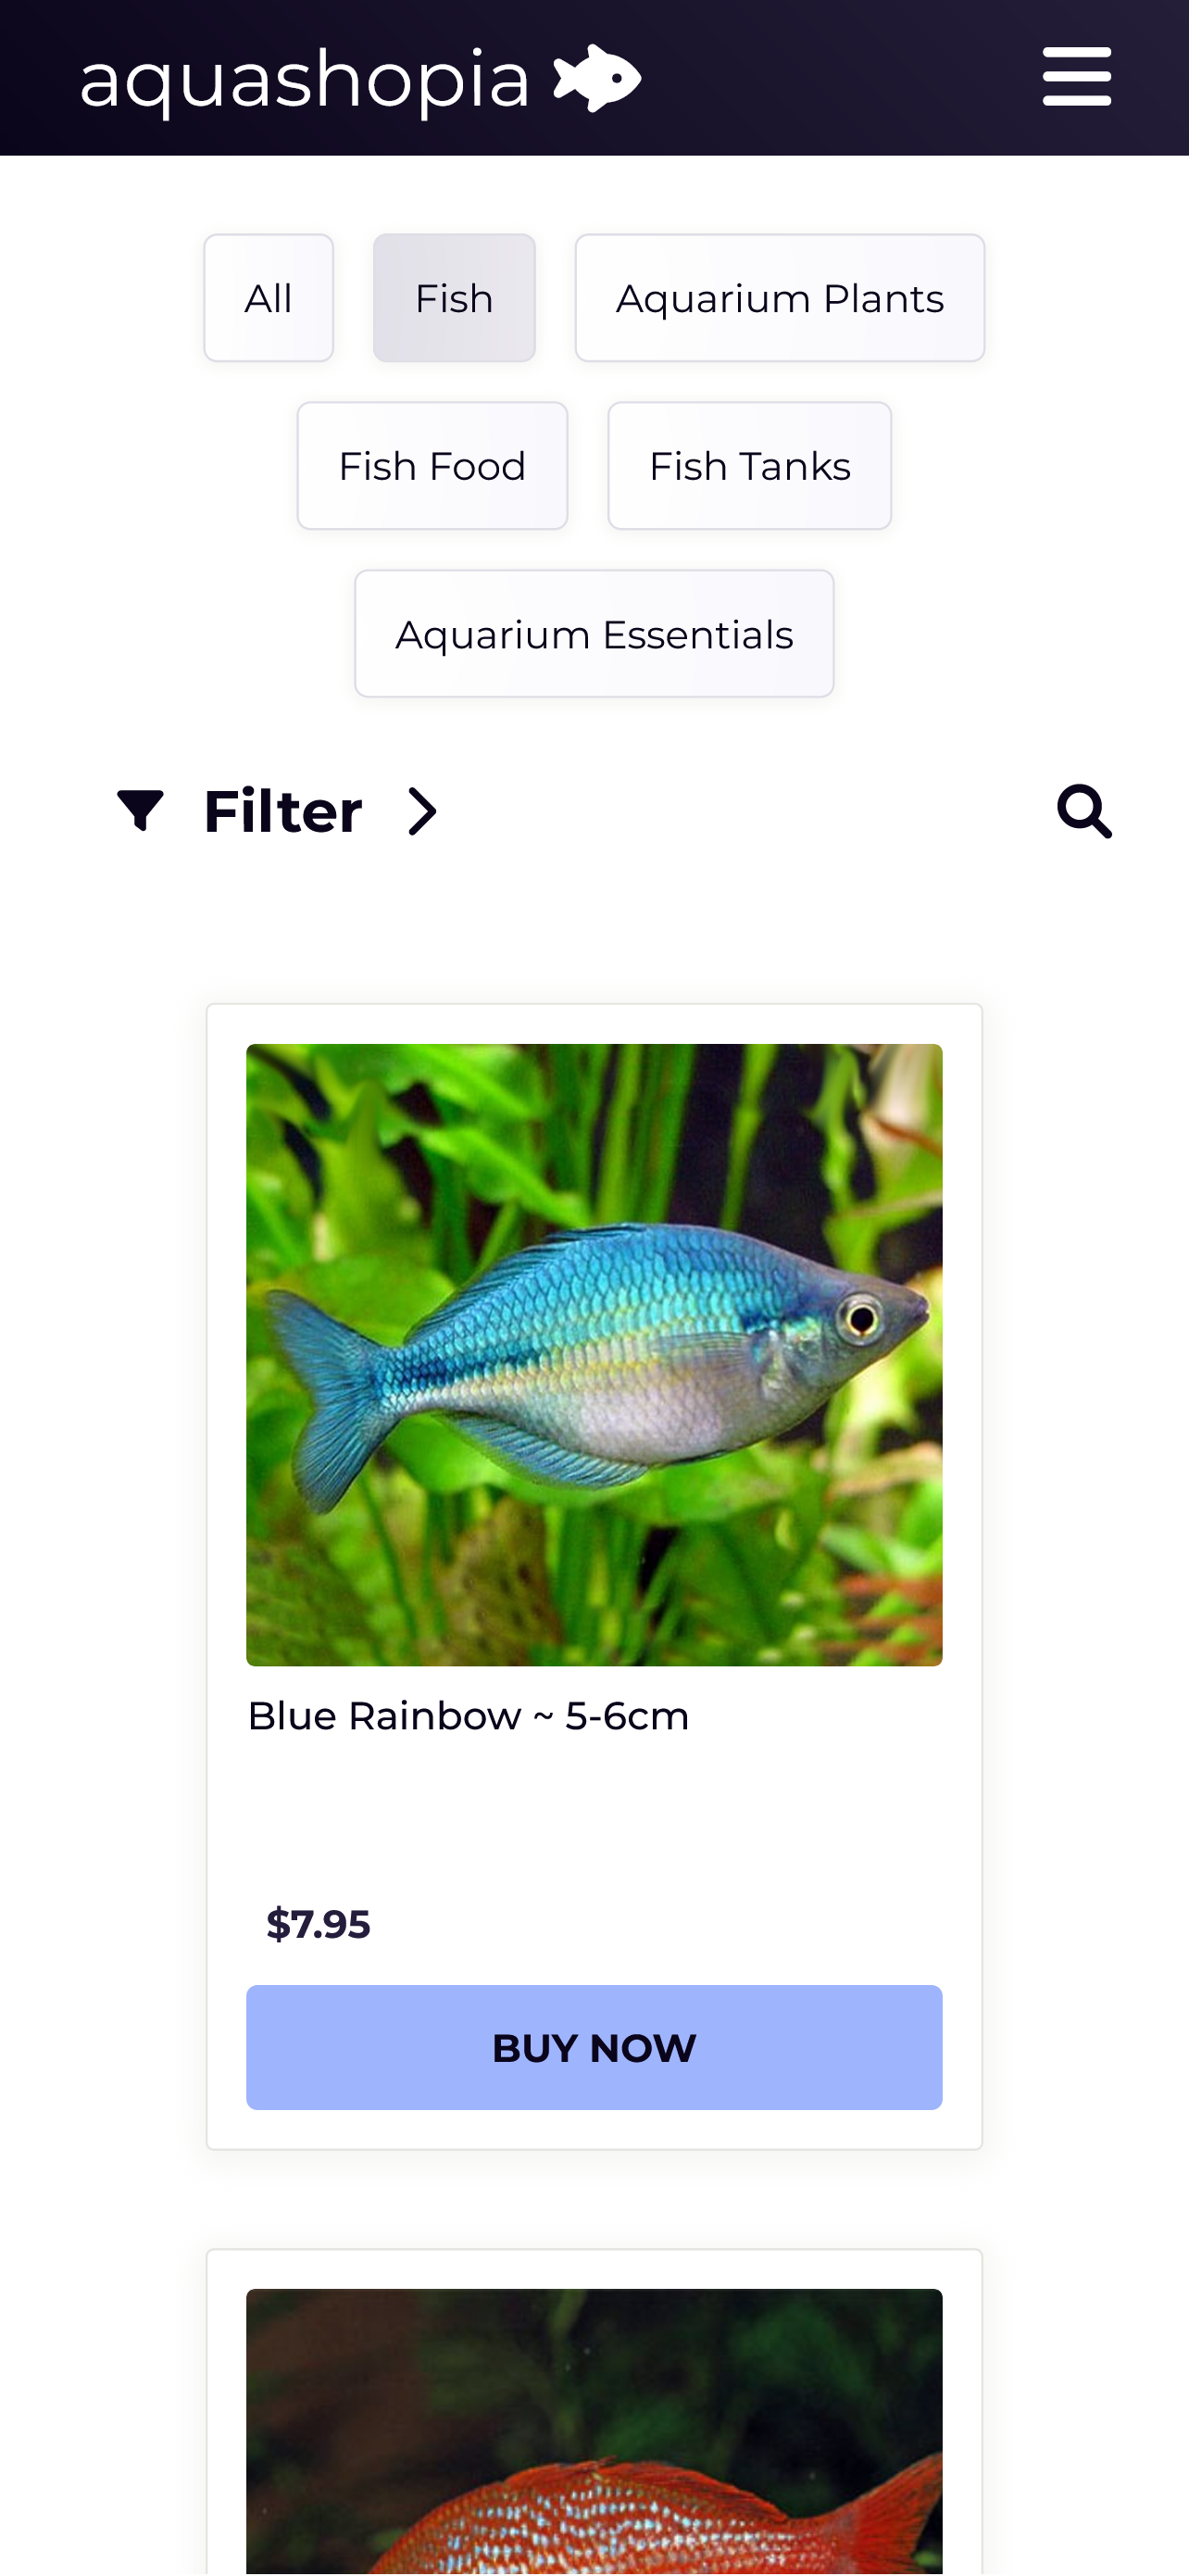 aquashopia
All Fish Aquarium Plants
Fish Food Fish Tanks
Aquarium Essentials
Filter
Blue Rainbow ~ 5-6cm
$7.95
BUY NOW